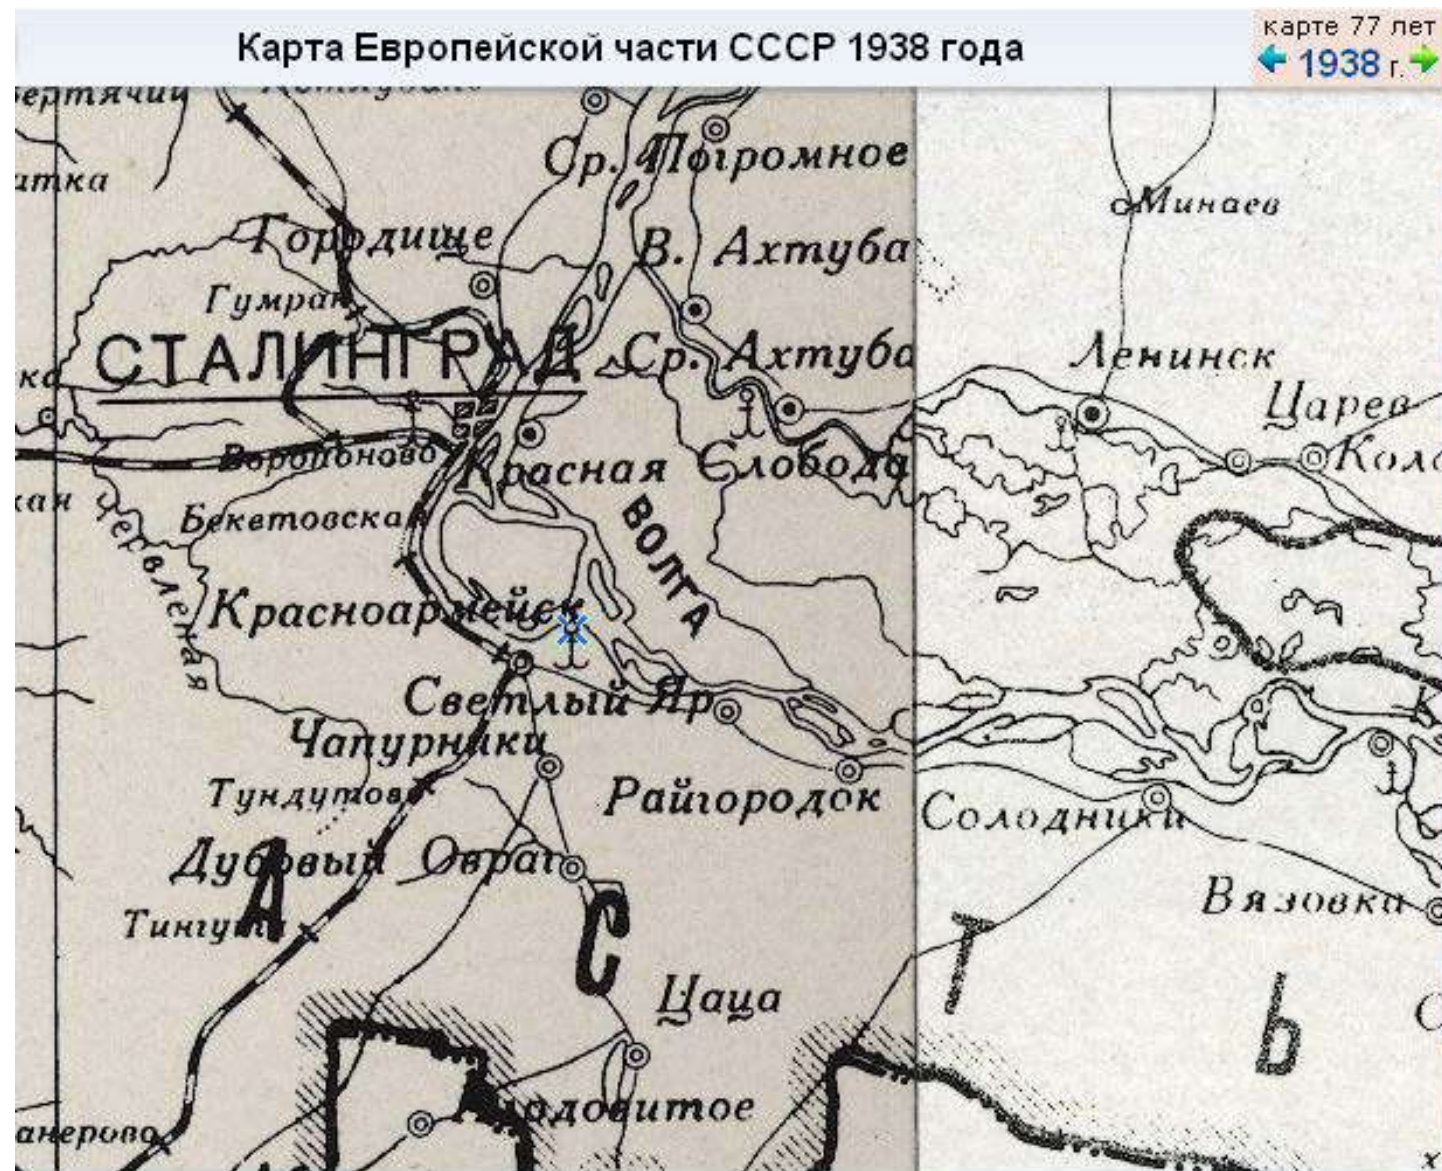 Карта Европейской части СССР 1938 года
карте 77 лет
1938 г.
Ср. Погромное
Минаев
Городище
В. Ахтуба
Гумрак
СТАЛИНГРАД
Ср. Ахтуба
Ленинск
Царев
Воропоново
Красная Слобода
Бекетовская
ВОЛГА
Червленая
Красноармейск
Светлый Яр
Чапурники
Тундутово
Райгородок
Солодники
Дубовый Овраг
Вязовка
Тингута
А
С
Т
Ь
Цаца
Плодовитое